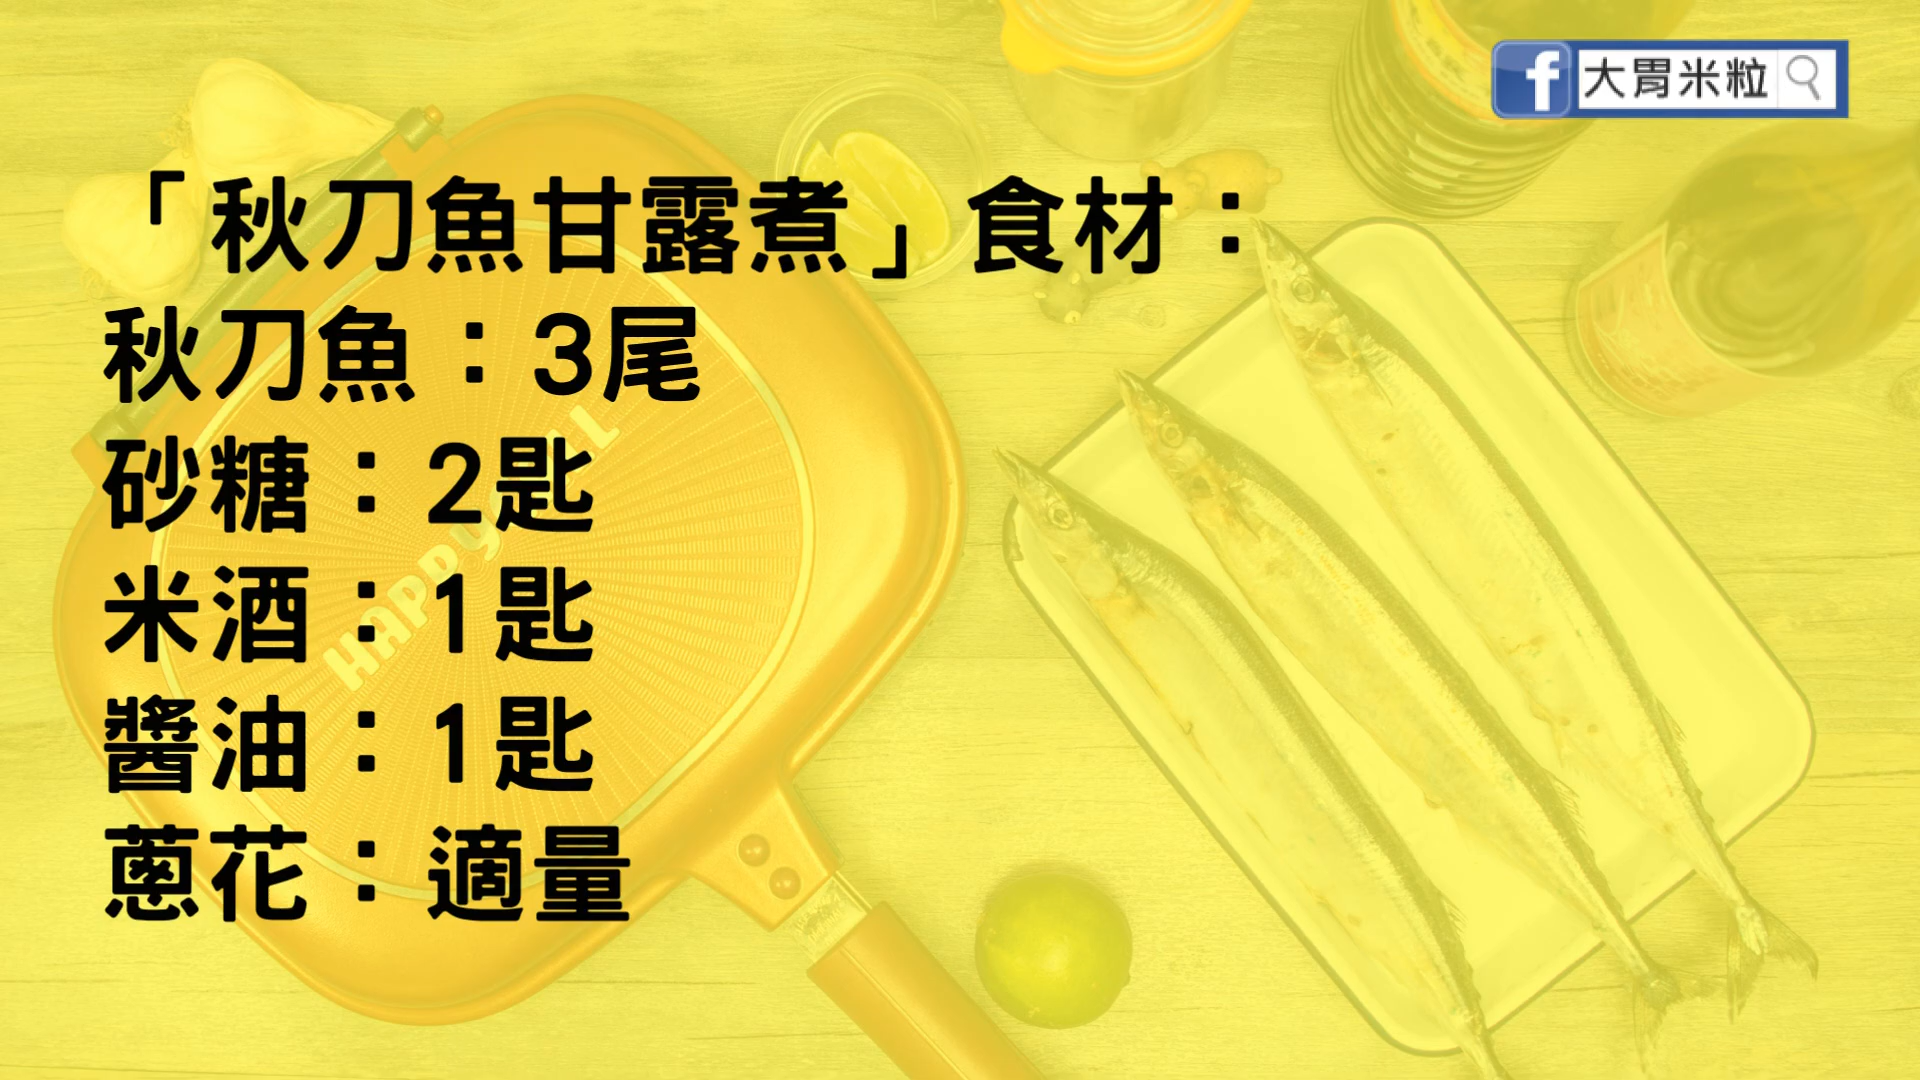 大胃米粒
「秋刀魚甘露煮」食材：
秋刀魚：3尾
砂糖：2匙
米酒：1匙
醬油：1匙
蔥花：適量